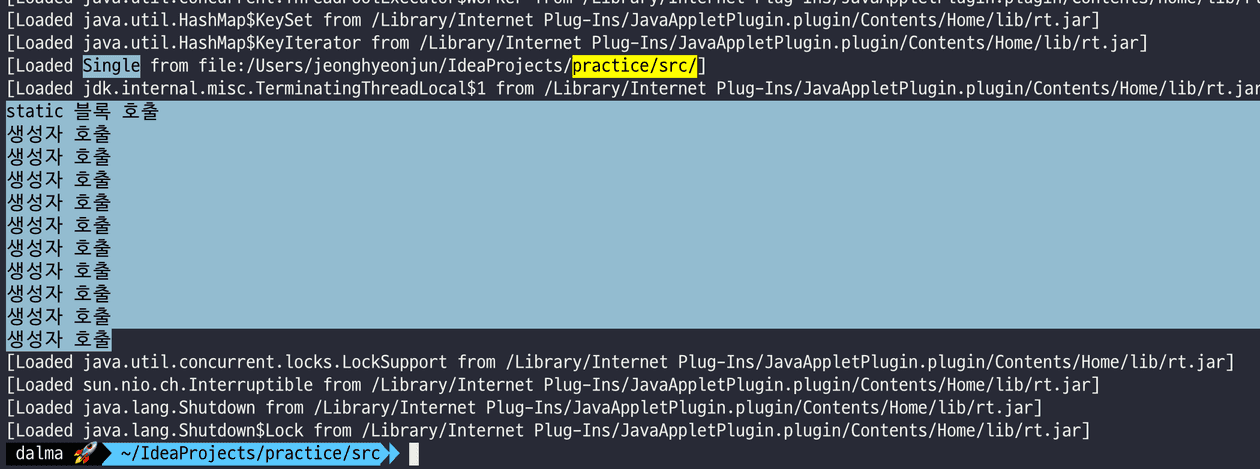 [Loaded java.util.concurrent.ThreadPoolExecutor$Worker from /Library/Internet Plug-Ins/JavaAppletPlugin.plugin/Contents/Home/lib/rt.jar]
[Loaded java.util.HashMap$KeySet from /Library/Internet Plug-Ins/JavaAppletPlugin.plugin/Contents/Home/lib/rt.jar]
[Loaded java.util.HashMap$KeyIterator from /Library/Internet Plug-Ins/JavaAppletPlugin.plugin/Contents/Home/lib/rt.jar]
[Loaded Single from file:/Users/jeonghyeonjun/IdeaProjects/practice/src/]
[Loaded jdk.internal.misc.TerminatingThreadLocal$1 from /Library/Internet Plug-Ins/JavaAppletPlugin.plugin/Contents/Home/lib/rt.jar
static 블록 호출
생성자 호출
생성자 호출
생성자 호출
생성자 호출
생성자 호출
생성자 호출
생성자 호출
생성자 호출
생성자 호출
생성자 호출
[Loaded java.util.concurrent.locks.LockSupport from /Library/Internet Plug-Ins/JavaAppletPlugin.plugin/Contents/Home/lib/rt.jar]
[Loaded sun.nio.ch.Interruptible from /Library/Internet Plug-Ins/JavaAppletPlugin.plugin/Contents/Home/lib/rt.jar]
[Loaded java.lang.Shutdown from /Library/Internet Plug-Ins/JavaAppletPlugin.plugin/Contents/Home/lib/rt.jar]
[Loaded java.lang.Shutdown$Lock from /Library/Internet Plug-Ins/JavaAppletPlugin.plugin/Contents/Home/lib/rt.jar]
dalma 🚀 ~/IdeaProjects/practice/src